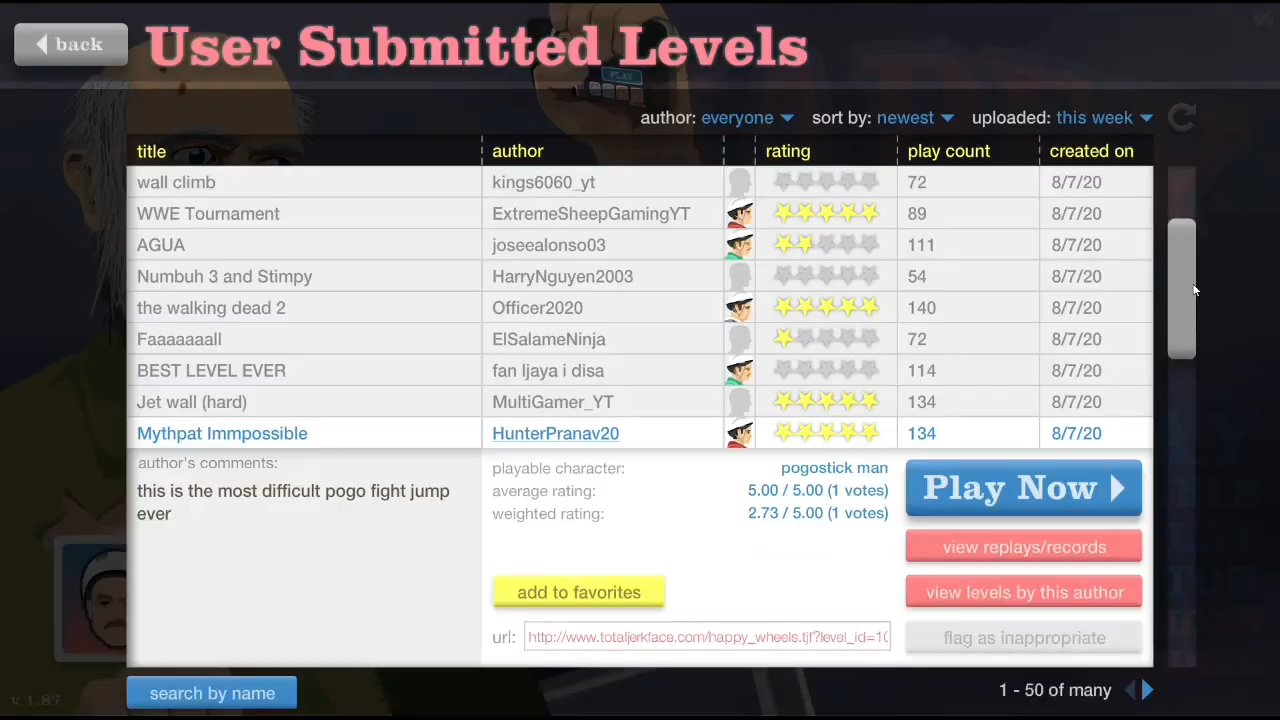 back
User Submitted Levels
PLAY
author: everyone sort by: newest uploaded: this week
title author rating play count created on
wall climb kings6060_yt 72 8/7/20
WWE Tournament ExtremeSheepGamingYT 89 8/7/20
AGUA joseealonso03 111 8/7/20
Numbuh 3 and Stimpy HarryNguyen2003 54 8/7/20
the walking dead 2 Officer2020 140 8/7/20
Faaaaaaall ElSalameNinja 72 8/7/20
BEST LEVEL EVER fan ljaya i disa 114 8/7/20
Jet wall (hard) MultiGamer_YT 134 8/7/20
Mythpat Immpossible HunterPranav20 134 8/7/20
author's comments:
this is the most difficult pogo fight jump
ever
playable character: pogostick man
average rating: 5.00 / 5.00 (1 votes)
weighted rating: 2.73 / 5.00 (1 votes)
add to favorites
url: http://www.totaljerkface.com/happy_wheels.tjf?level_id=10
Play Now
view replays/records
view levels by this author
flag as inappropriate
v 1.87
search by name
1 - 50 of many